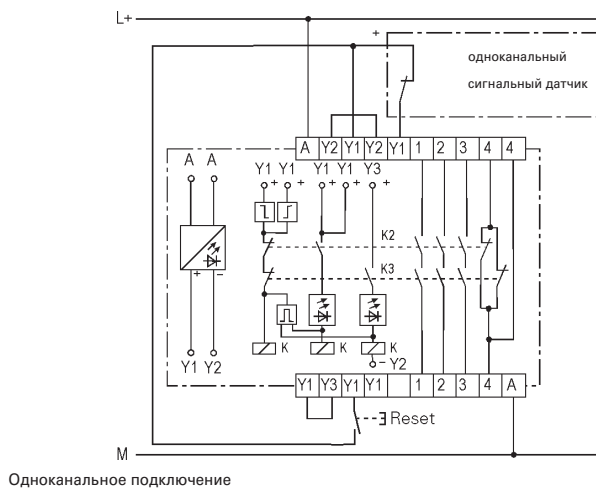 L+
+
одноканальный
сигнальный датчик
A Y2 Y1 Y2 Y1 1 2 3 4 4
A A
Y1 Y1 Y1 Y1 Y3
+ + + + +
K2
K3
+ −
K K K
Y1 Y2
− Y2
Y1 Y3 Y1 Y1 1 2 3 4 A
Reset
M
Одноканальное подключение